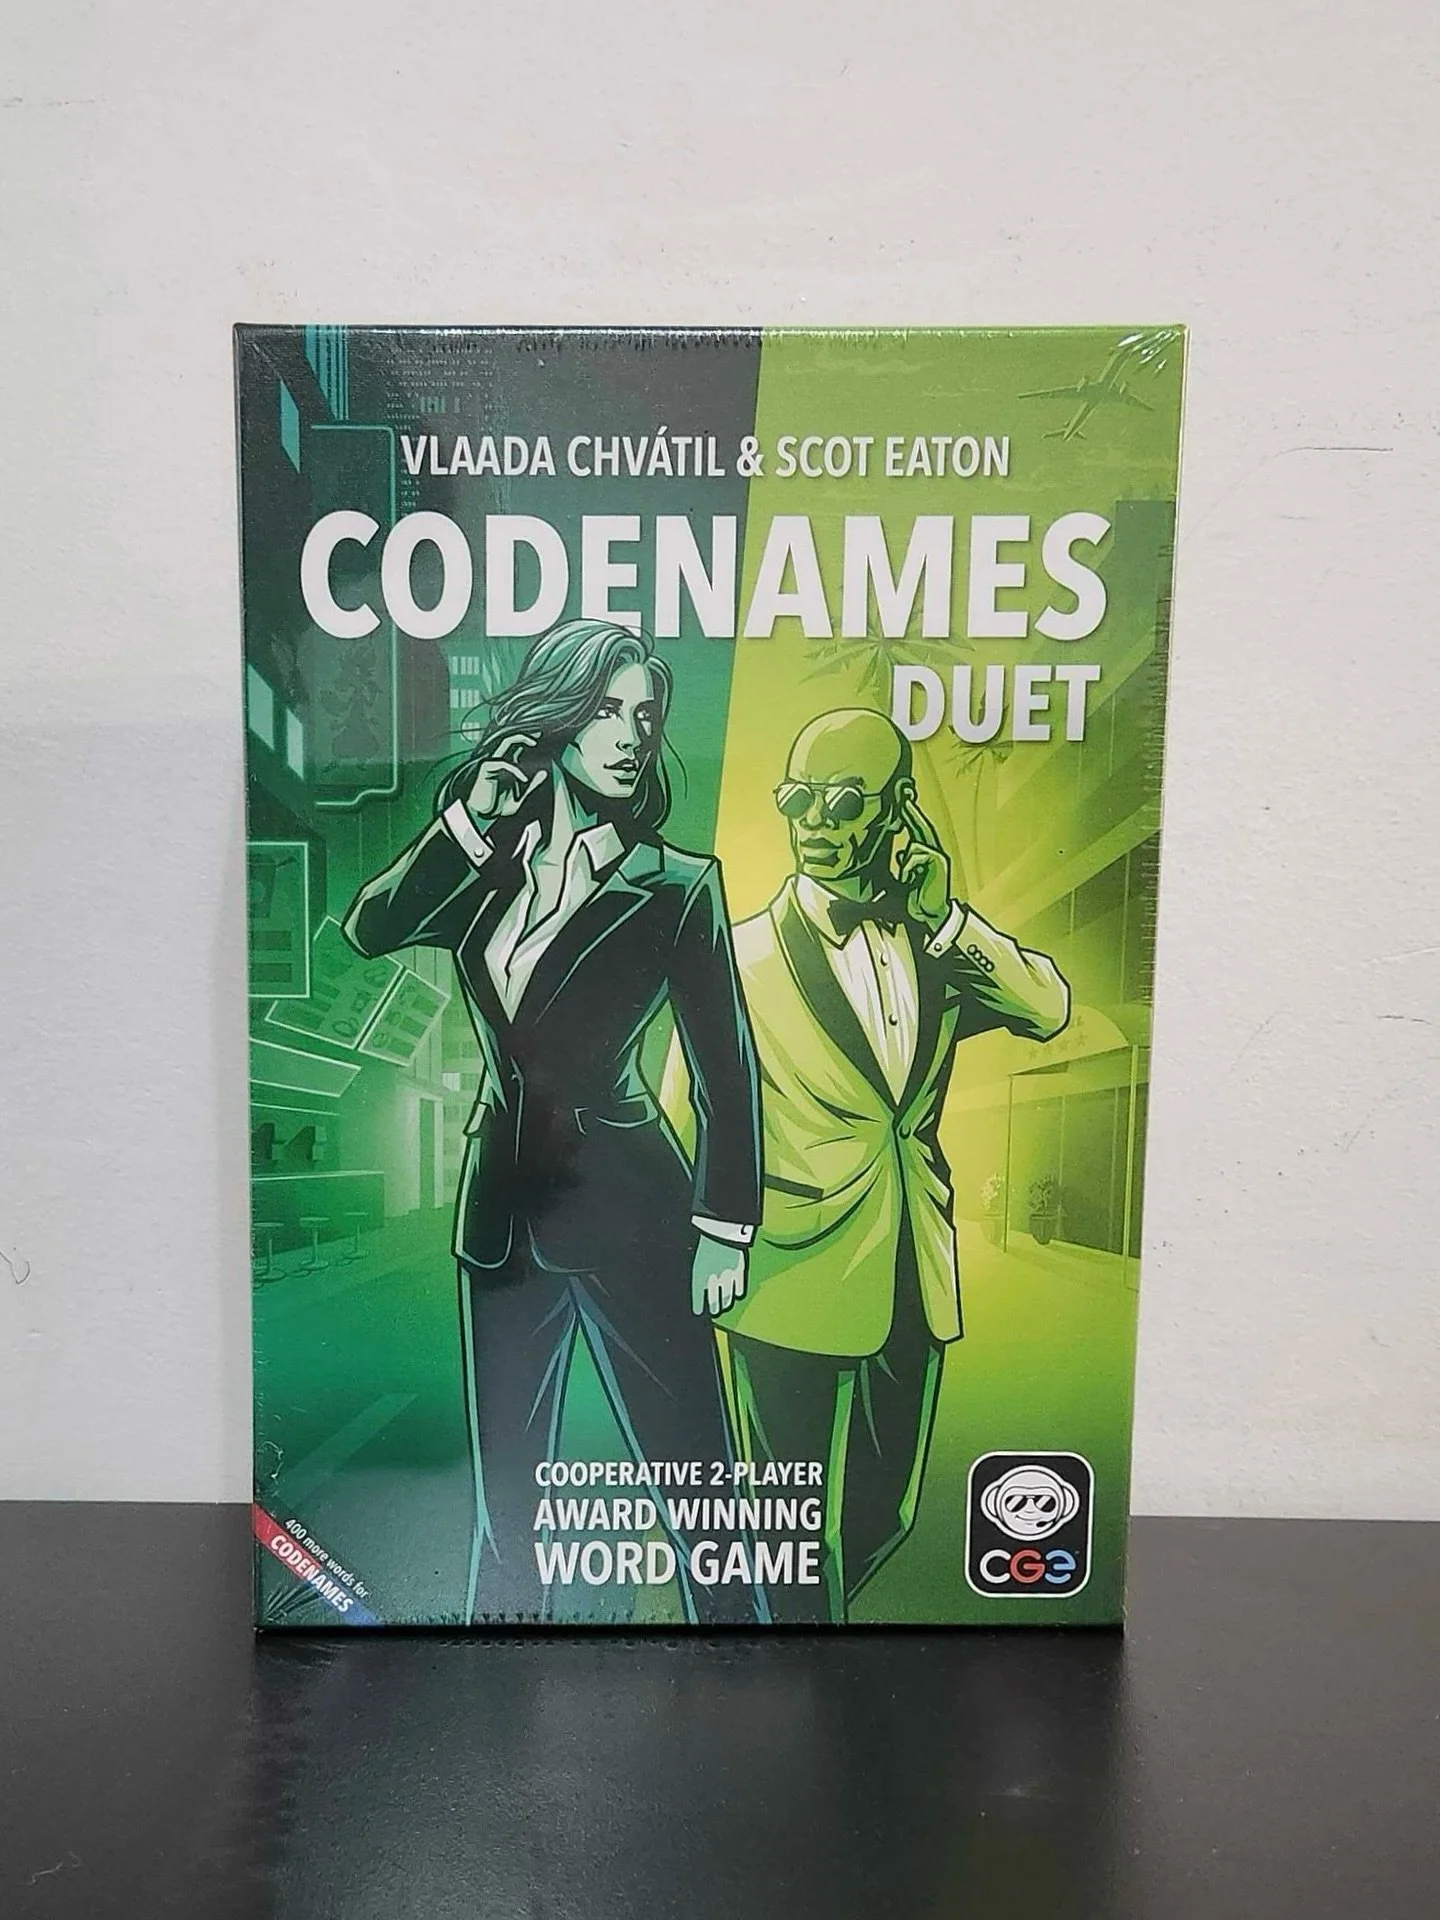 VLAADA CHVÁTIL & SCOT EATON
CODENAMES
DUET
COOPERATIVE 2-PLAYER
AWARD WINNING
WORD GAME
400 more words for
CODENAMES
CGE